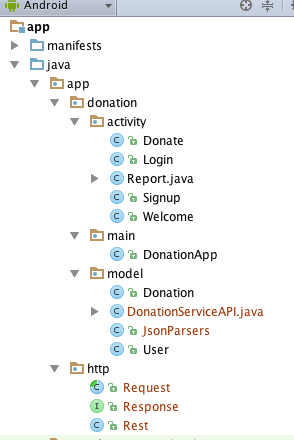 Android
app
manifests
java
app
donation
activity
C Donate
C Login
C Report.java
C Signup
C Welcome
main
C DonationApp
model
C Donation
C DonationServiceAPI.java
C JsonParsers
C User
http
C Request
I Response
C Rest